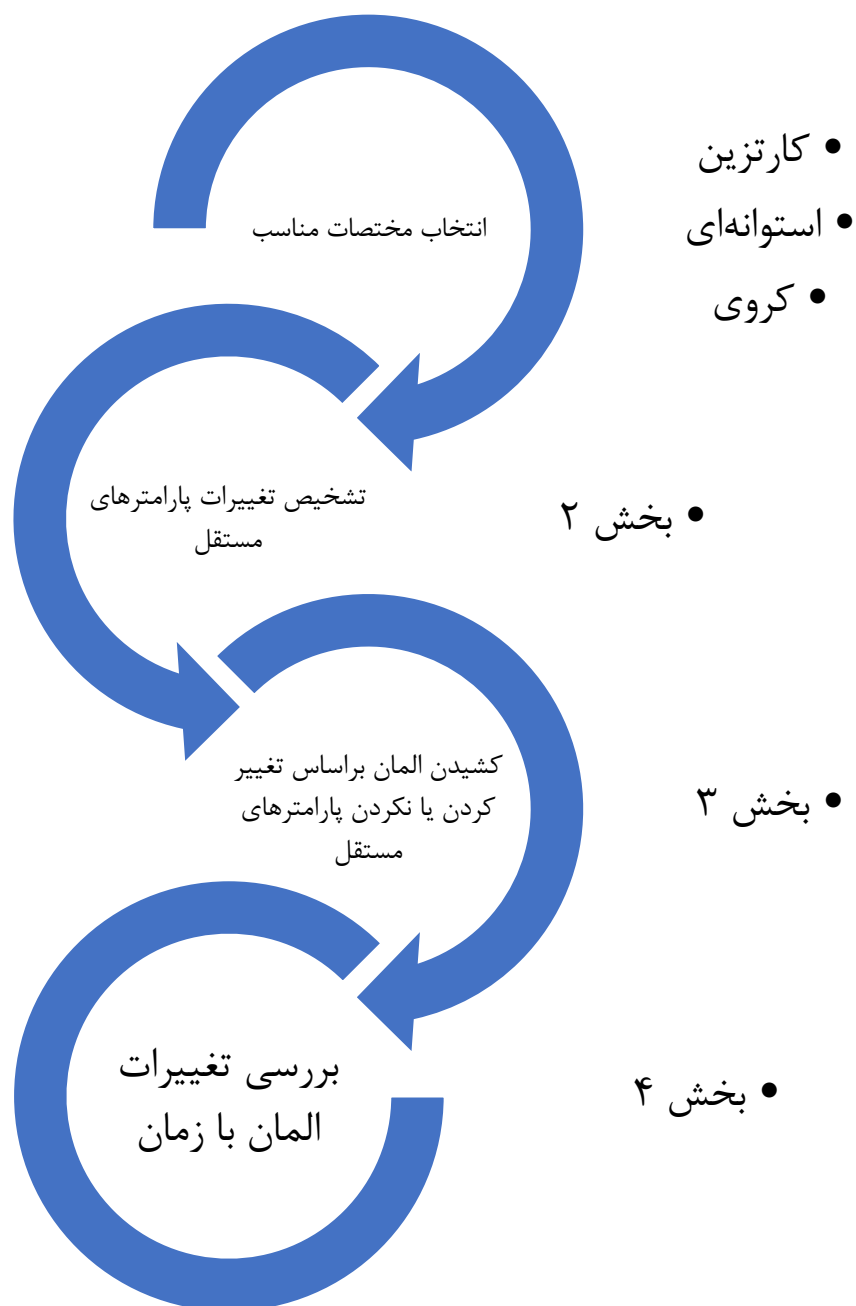 انتخاب مختصات مناسب
• کارتزین
• استوانه‌ای
• کروی
تشخیص تغییرات پارامترهای
مستقل
• بخش ۲
کشیدن المان براساس تغییر
کردن یا نکردن پارامترهای
مستقل
• بخش ۳
بررسی تغییرات
المان با زمان
• بخش ۴